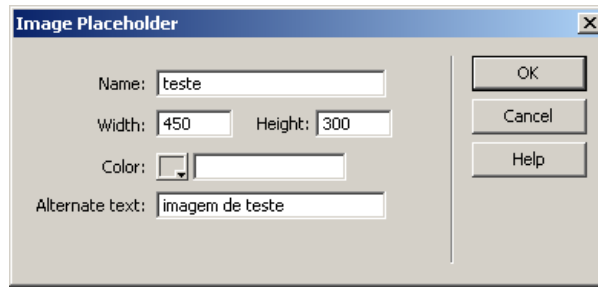 Image Placeholder
Name: teste
OK
Width: 450 Height: 300
Cancel
Color:
Help
Alternate text: imagem de teste